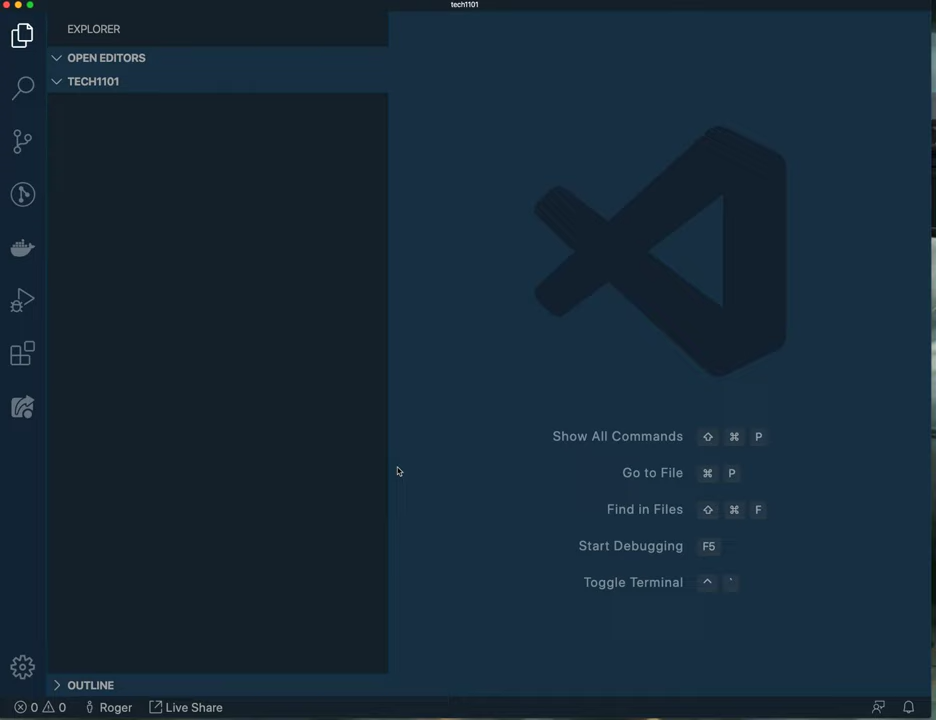 tech1101
EXPLORER
OPEN EDITORS
TECH1101
Show All Commands ⇧ ⌘ P
Go to File ⌘ P
Find in Files ⇧ ⌘ F
Start Debugging F5
Toggle Terminal ^ `
OUTLINE
0 0 Roger Live Share